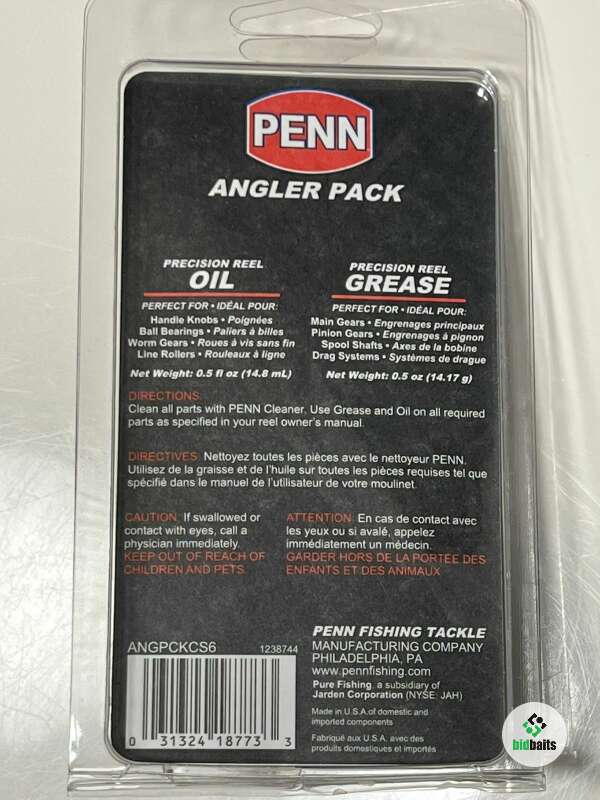 PENN
ANGLER PACK
PRECISION REEL
OIL
PERFECT FOR • IDÉAL POUR:
Handle Knobs • Poignées
Ball Bearings • Paliers à billes
Worm Gears • Roues à vis sans fin
Line Rollers • Rouleaux à ligne
Net Weight: 0.5 fl oz (14.8 mL)
PRECISION REEL
GREASE
PERFECT FOR • IDÉAL POUR:
Main Gears • Engrenages principaux
Pinion Gears • Engrenages à pignon
Spool Shafts • Axes de la bobine
Drag Systems • Systèmes de drague
Net Weight: 0.5 oz (14.17 g)
DIRECTIONS:
Clean all parts with PENN Cleaner. Use Grease and Oil on all required
parts as specified in your reel owner's manual.
DIRECTIVES: Nettoyez toutes les pièces avec le nettoyeur PENN.
Utilisez de la graisse et de l'huile sur toutes les pièces requises tel que
spécifié dans le manuel de l'utilisateur de votre moulinet.
CAUTION: If swallowed or
contact with eyes, call a
physician immediately.
KEEP OUT OF REACH OF
CHILDREN AND PETS.
ATTENTION: En cas de contact avec
les yeux ou si avalé, appelez
immédiatement un médecin.
GARDER HORS DE LA PORTÉE DES
ENFANTS ET DES ANIMAUX
ANGPCKCS6 1238744
0 31324 18773 3
PENN FISHING TACKLE
MANUFACTURING COMPANY
PHILADELPHIA, PA
www.pennfishing.com
Pure Fishing, a subsidiary of
Jarden Corporation (NYSE: JAH)
Made in U.S.A. of domestic and
imported components
Fabriqué aux U.S.A. avec des
produits domestiques et importés
bidbaits